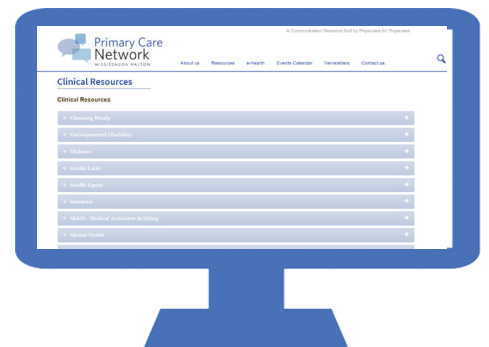 A Communication Resource Built by Physicians for Physicians
Primary Care
Network
MISSISSAUGA HALTON
About us Resources e-Health Events Calendar Newsletters Contact us
Clinical Resources
Clinical Resources
Choosing Wisely
Developmental Disability
Diabetes
Health Links
Health Equity
Insomnia
MAID - Medical Assistance in Dying
Mental Health